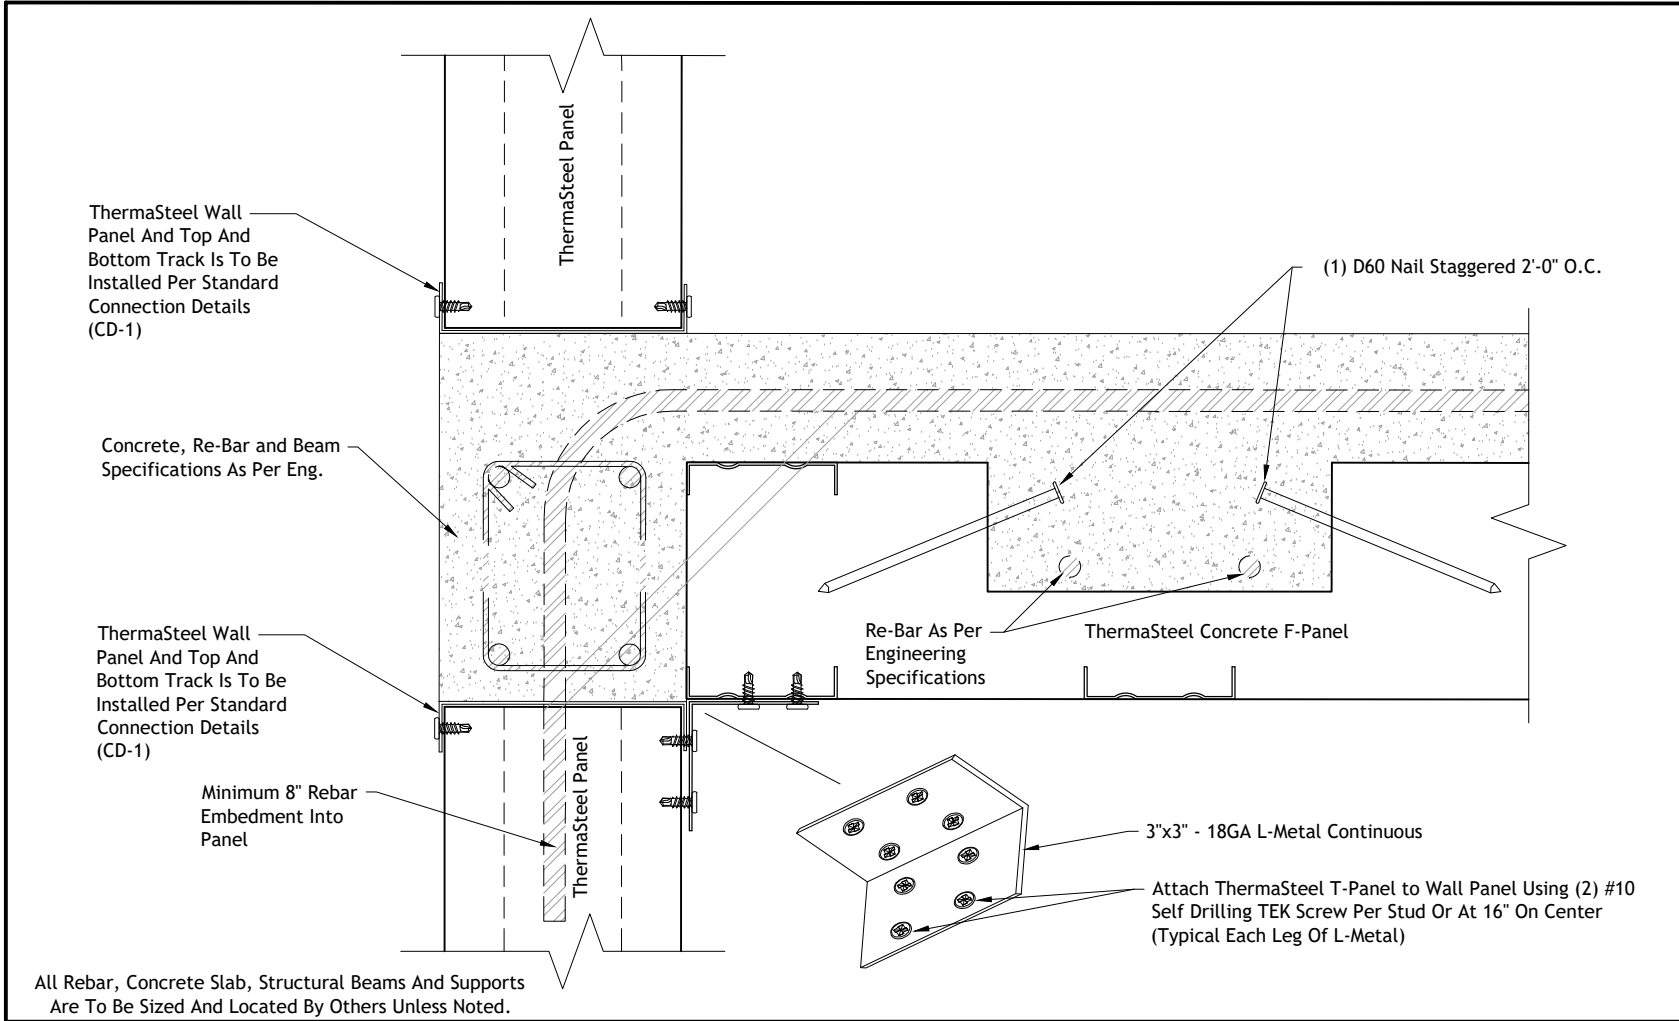 ThermaSteel Panel
ThermaSteel Wall
Panel And Top And
Bottom Track Is To Be
Installed Per Standard
Connection Details
(CD-1)
(1) D60 Nail Staggered 2'-0" O.C.
Concrete, Re-Bar and Beam
Specifications As Per Eng.
ThermaSteel Wall
Panel And Top And
Bottom Track Is To Be
Installed Per Standard
Connection Details
(CD-1)
Re-Bar As Per
Engineering
Specifications
ThermaSteel Concrete F-Panel
Minimum 8" Rebar
Embedment Into
Panel
ThermaSteel Panel
3"x3" - 18GA L-Metal Continuous
Attach ThermaSteel T-Panel to Wall Panel Using (2) #10
Self Drilling TEK Screw Per Stud Or At 16" On Center
(Typical Each Leg Of L-Metal)
All Rebar, Concrete Slab, Structural Beams And Supports
Are To Be Sized And Located By Others Unless Noted.